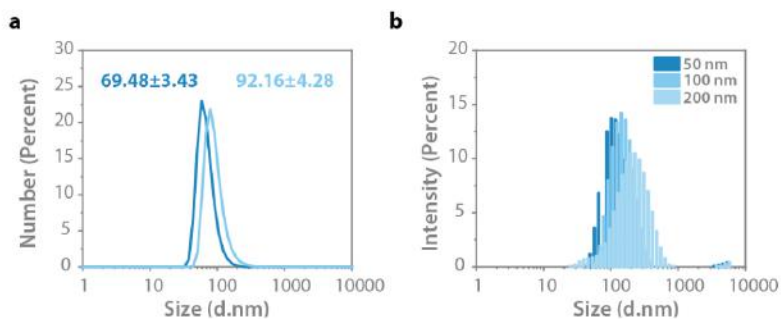 a
30
25
20
15
10
5
0
Number (Percent)
69.48±3.43 92.16±4.28
1 10 100 1000 10000
Size (d.nm)
b
20
15
10
5
0
Intensity (Percent)
50 nm
100 nm
200 nm
1 10 100 1000 10000
Size (d.nm)